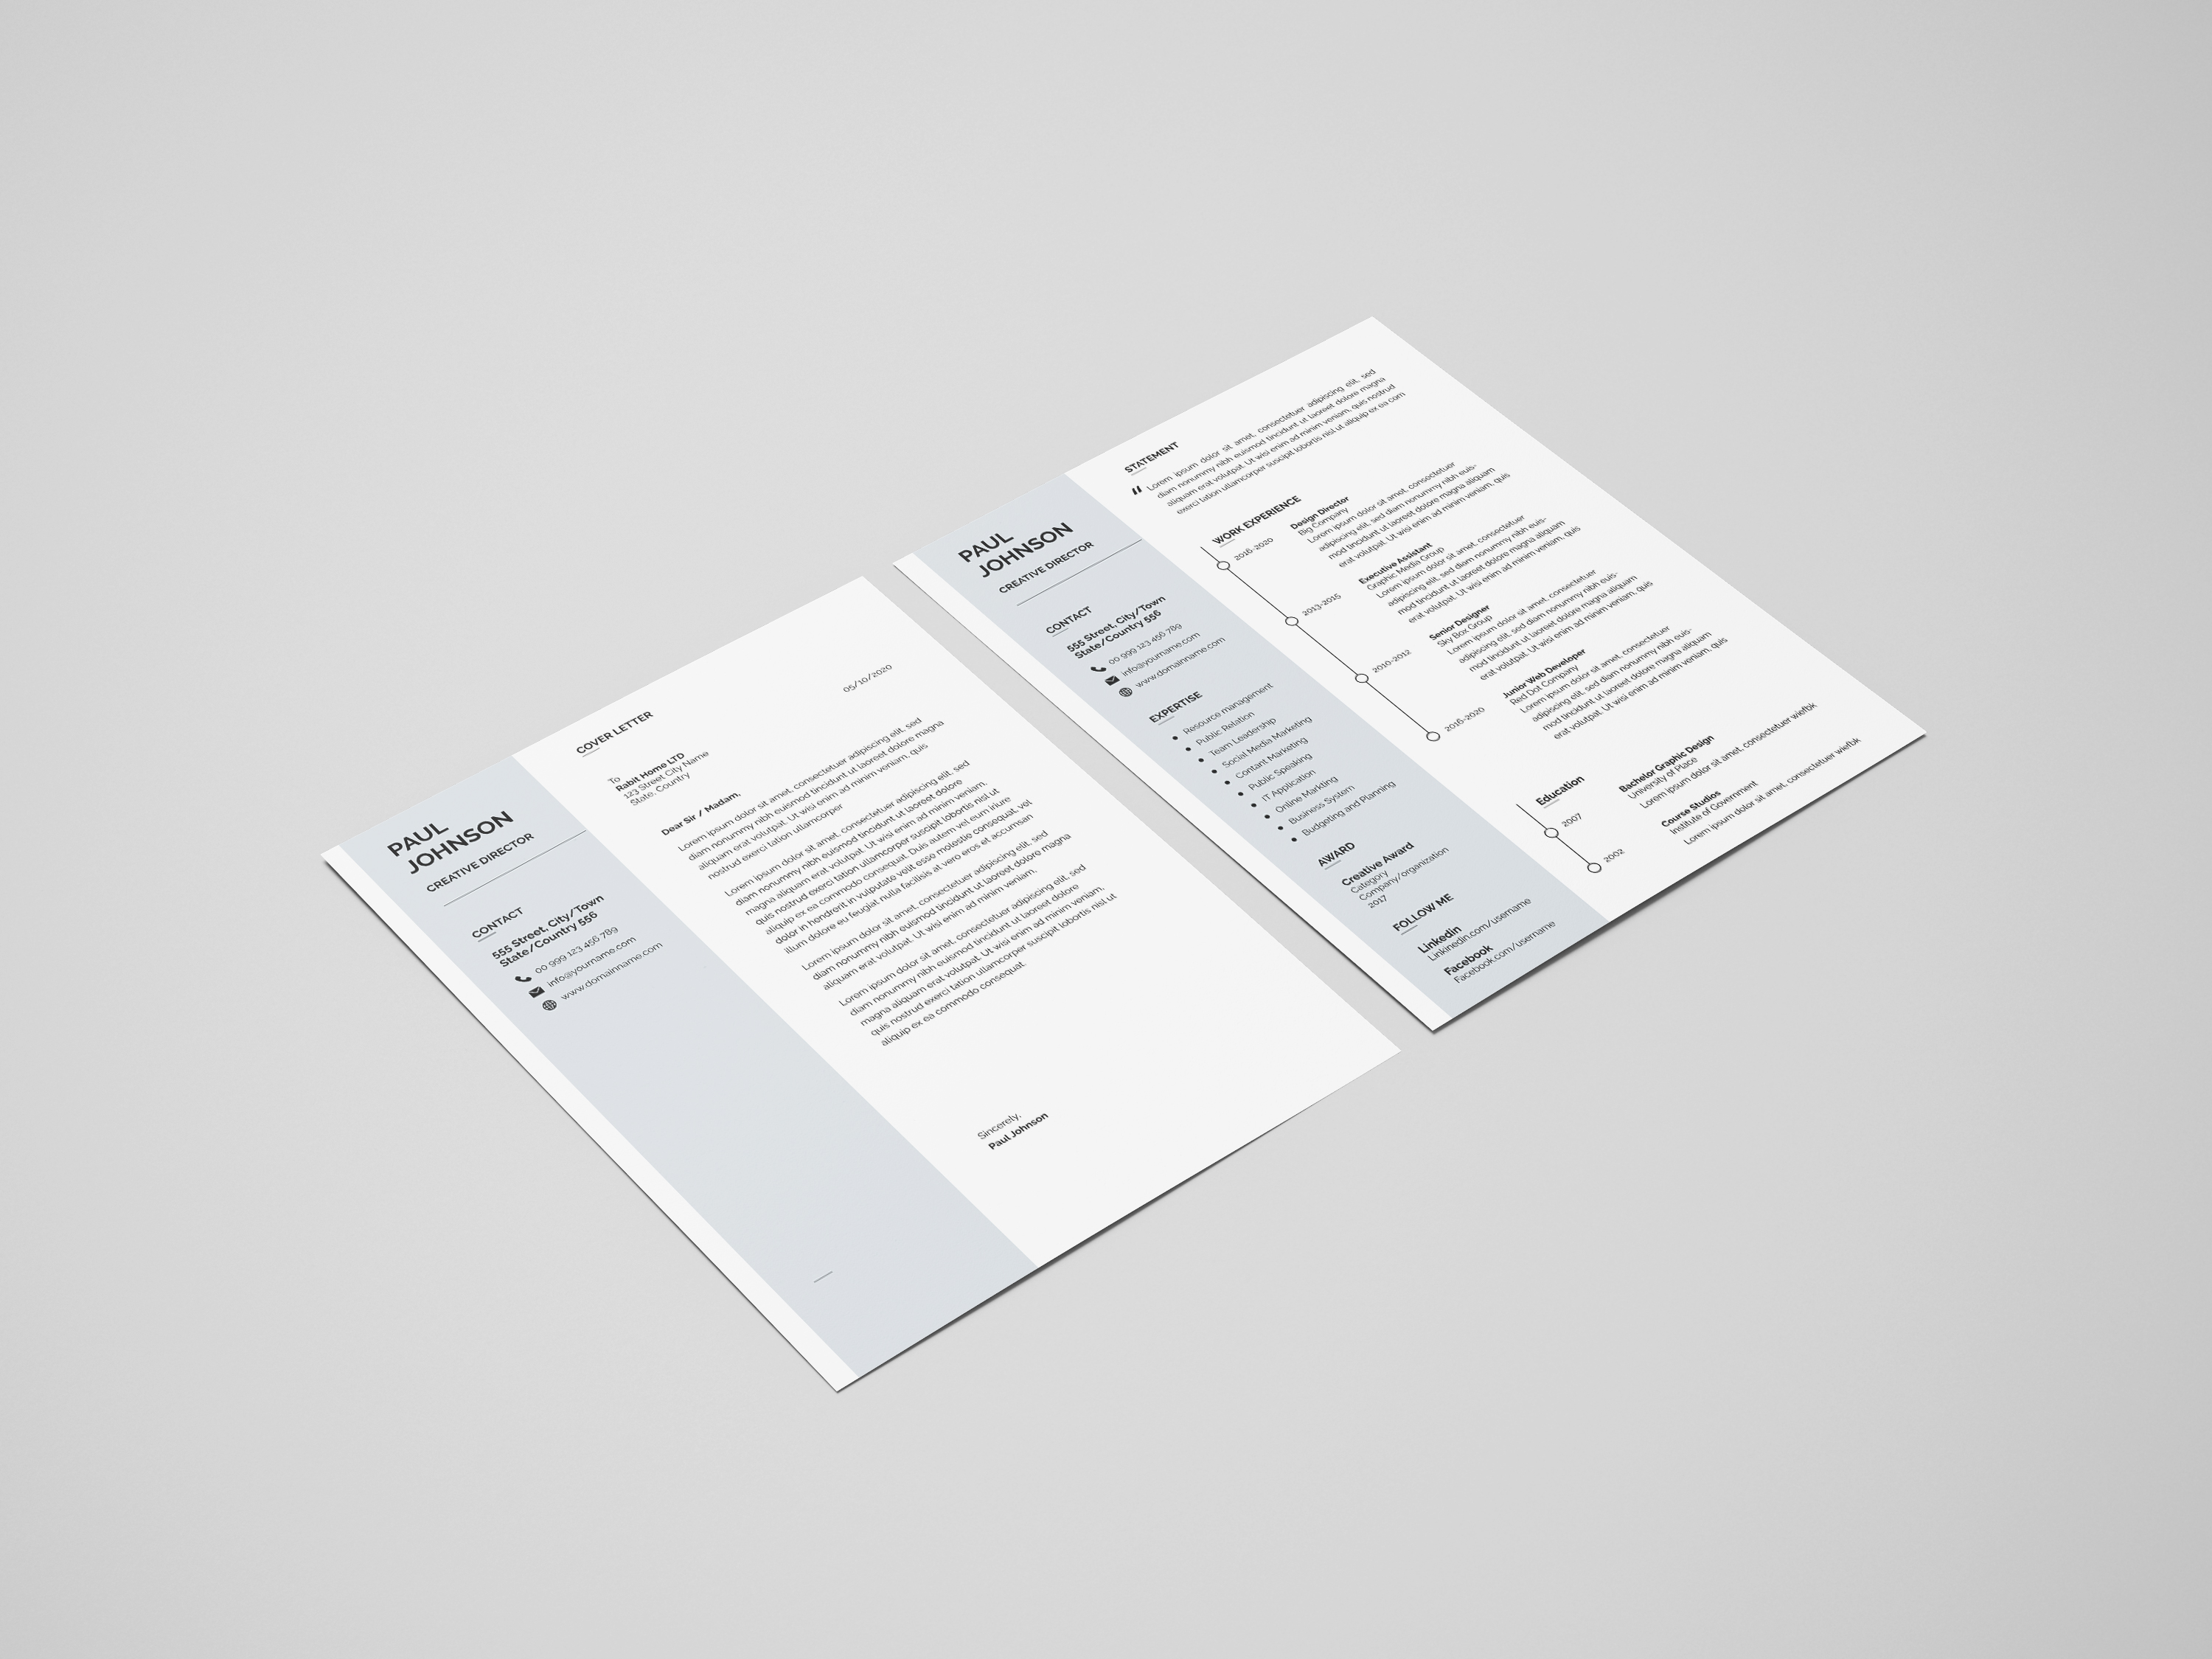 PAUL
JOHNSON
CREATIVE DIRECTOR
CONTACT
555 Street, City/Town
State/Country 556
00 999 123 456 789
info@yourname.com
www.domainname.com
COVER LETTER
05/10/2020
To
Rabit Home LTD
123 Street City Name
State, Country
Dear Sir / Madam,
Lorem ipsum dolor sit amet, consectetuer adipiscing elit, sed
diam nonummy nibh euismod tincidunt ut laoreet dolore magna
aliquam erat volutpat. Ut wisi enim ad minim veniam, quis
nostrud exerci tation ullamcorper
Lorem ipsum dolor sit amet, consectetuer adipiscing elit, sed
diam nonummy nibh euismod tincidunt ut laoreet dolore
magna aliquam erat volutpat. Ut wisi enim ad minim veniam,
quis nostrud exerci tation ullamcorper suscipit lobortis nisl ut
aliquip ex ea commodo consequat. Duis autem vel eum iriure
dolor in hendrerit in vulputate velit esse molestie consequat, vel
illum dolore eu feugiat nulla facilisis at vero eros et accumsan
Lorem ipsum dolor sit amet, consectetuer adipiscing elit, sed
diam nonummy nibh euismod tincidunt ut laoreet dolore magna
aliquam erat volutpat. Ut wisi enim ad minim veniam,
Lorem ipsum dolor sit amet, consectetuer adipiscing elit, sed
diam nonummy nibh euismod tincidunt ut laoreet dolore
magna aliquam erat volutpat. Ut wisi enim ad minim veniam,
quis nostrud exerci tation ullamcorper suscipit lobortis nisl ut
aliquip ex ea commodo consequat.
Sincerely,
Paul Johnson
PAUL
JOHNSON
CREATIVE DIRECTOR
CONTACT
555 Street, City/Town
State/Country 556
00 999 123 456 789
info@yourname.com
www.domainname.com
EXPERTISE
Resource management
Public Relation
Team Leadership
Social Media Marketing
Contant Marketing
Public Speaking
IT Application
Online Markting
Business System
Budgeting and Planning
AWARD
Creative Award
Category
Company/organization
2017
FOLLOW ME
Linkedin
Linkinedin.com/username
Facebook
Facebook.com/username
STATEMENT
“ Lorem ipsum dolor sit amet, consectetuer adipiscing elit, sed
diam nonummy nibh euismod tincidunt ut laoreet dolore magna
aliquam erat volutpat. Ut wisi enim ad minim veniam, quis nostrud
exerci tation ullamcorper suscipit lobortis nisl ut aliquip ex ea com
WORK EXPERIENCE
2016-2020
Design Director
Big Company
Lorem ipsum dolor sit amet, consectetuer
adipiscing elit, sed diam nonummy nibh euis-
mod tincidunt ut laoreet dolore magna aliquam
erat volutpat. Ut wisi enim ad minim veniam, quis
2013-2015
Executive Assistant
Graphic Media Group
Lorem ipsum dolor sit amet, consectetuer
adipiscing elit, sed diam nonummy nibh euis-
mod tincidunt ut laoreet dolore magna aliquam
erat volutpat. Ut wisi enim ad minim veniam, quis
2010-2012
Senior Designer
Sky Box Group
Lorem ipsum dolor sit amet, consectetuer
adipiscing elit, sed diam nonummy nibh euis-
mod tincidunt ut laoreet dolore magna aliquam
erat volutpat. Ut wisi enim ad minim veniam, quis
2016-2020
Junior Web Developer
Red Dot Company
Lorem ipsum dolor sit amet, consectetuer
adipiscing elit, sed diam nonummy nibh euis-
mod tincidunt ut laoreet dolore magna aliquam
erat volutpat. Ut wisi enim ad minim veniam, quis
Education
2007
Bachelor Graphic Design
University of Place
Lorem ipsum dolor sit amet, consectetuer wiefbk
2002
Course Studios
Institute of Government
Lorem ipsum dolor sit amet, consectetuer wiefbk